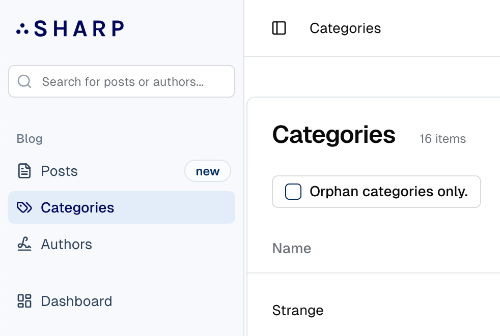 SHARP
Search for posts or authors...
Blog
Posts
new
Categories
Authors
Dashboard
Categories
Categories
16 items
Orphan categories only.
Name
Strange